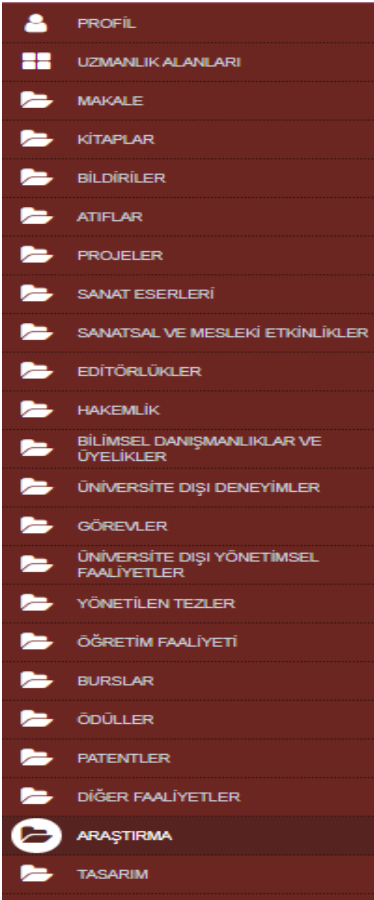 PROFİL
UZMANLIK ALANLARI
MAKALE
KİTAPLAR
BİLDİRİLER
ATIFLAR
PROJELER
SANAT ESERLERİ
SANATSAL VE MESLEKİ ETKİNLİKLER
EDİTÖRLÜKLER
HAKEMLİK
BİLİMSEL DANIŞMANLIKLAR VE
ÜYELİKLER
ÜNİVERSİTE DIŞI DENEYİMLER
GÖREVLER
ÜNİVERSİTE DIŞI YÖNETİMSEL
FAALİYETLER
YÖNETİLEN TEZLER
ÖĞRETİM FAALİYETİ
BURSLAR
ÖDÜLLER
PATENTLER
DİĞER FAALİYETLER
ARAŞTIRMA
TASARIM